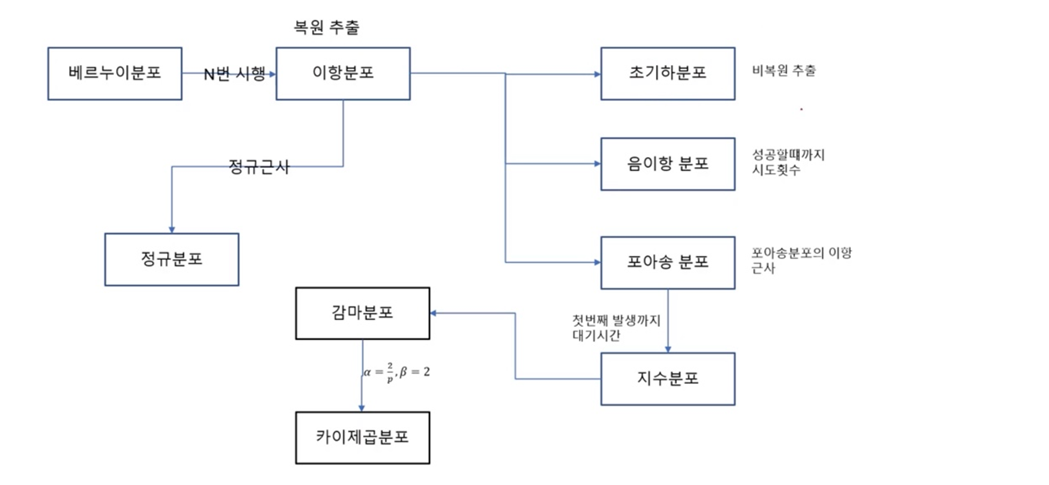 복원 추출
베르누이분포
N번 시행
이항분포
초기하분포
비복원 추출
음이항 분포
성공할때까지
시도횟수
정규근사
정규분포
포아송 분포
포아송분포의 이항
근사
감마분포
첫번째 발생까지
대기시간
지수분포
α = 2/p, β = 2
카이제곱분포